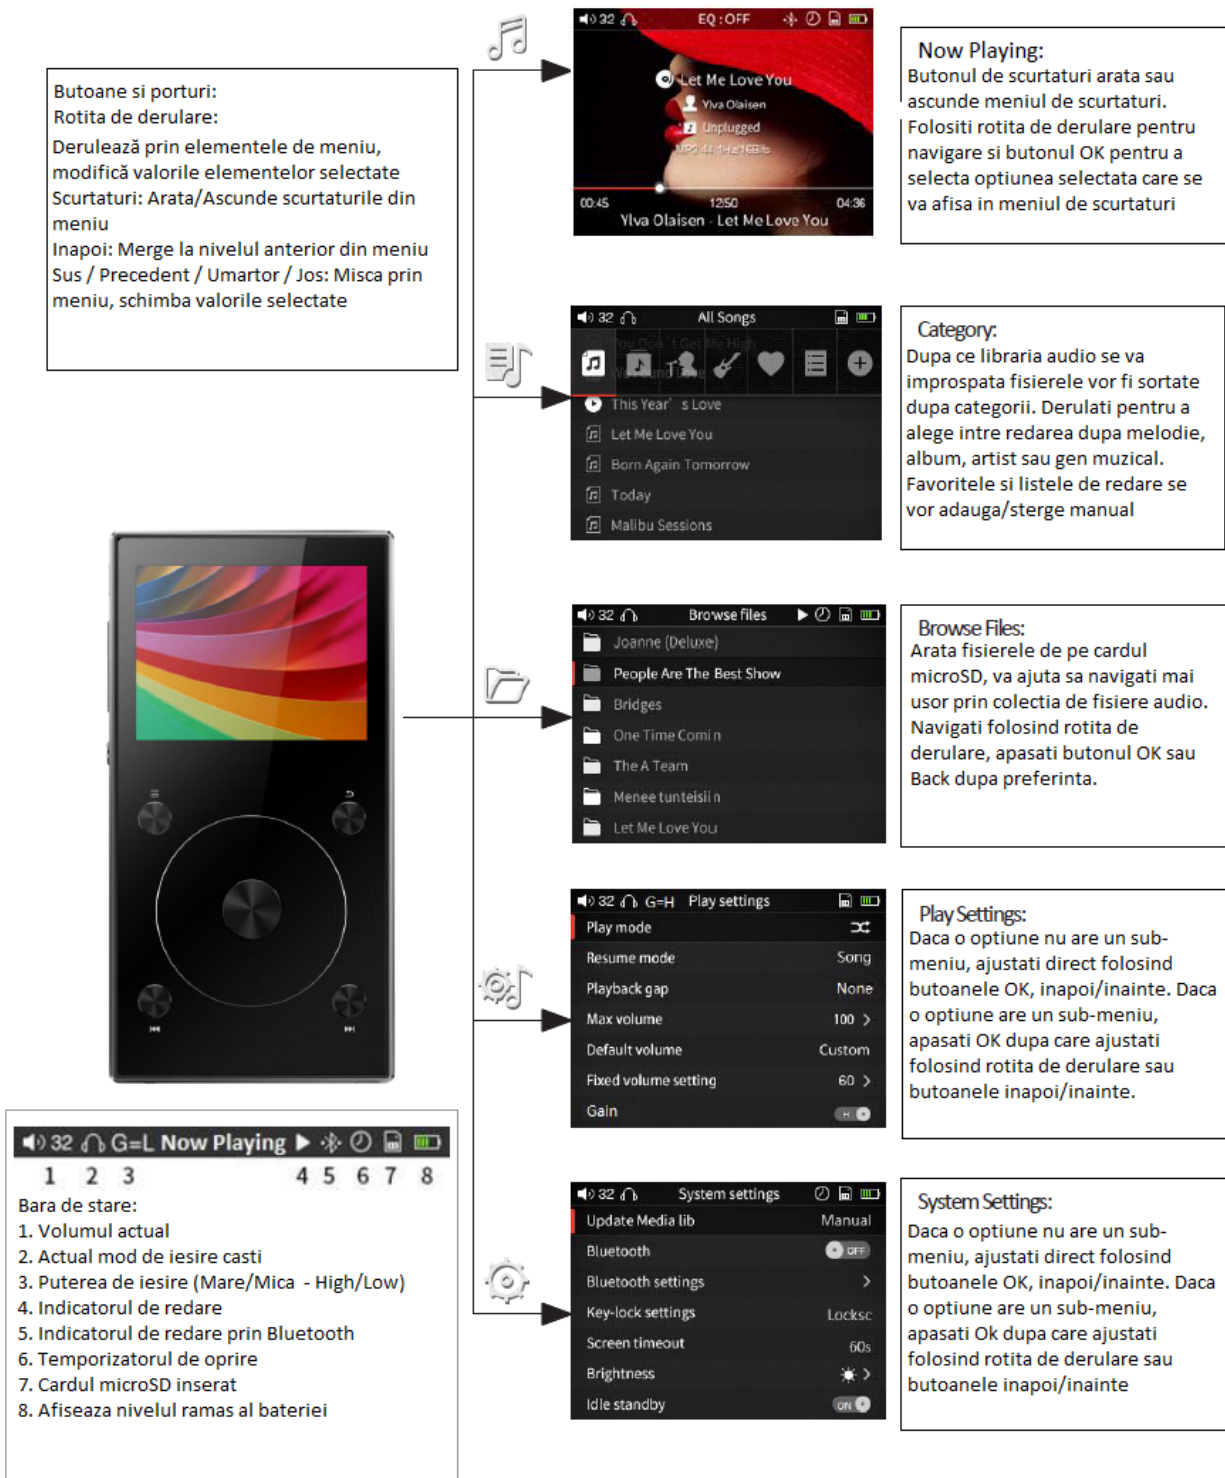 Butoane si porturi:
Rotita de derulare:
Derulează prin elementele de meniu,
modifică valorile elementelor selectate
Scurtaturi: Arata/Ascunde scurtaturile din
meniu
Inapoi: Merge la nivelul anterior din meniu
Sus / Precedent / Umartor / Jos: Misca prin
meniu, schimba valorile selectate
32 G=L Now Playing
1 2 3 4 5 6 7 8
Bara de stare:
1. Volumul actual
2. Actual mod de iesire casti
3. Puterea de iesire (Mare/Mica - High/Low)
4. Indicatorul de redare
5. Indicatorul de redare prin Bluetooth
6. Temporizatorul de oprire
7. Cardul microSD inserat
8. Afiseaza nivelul ramas al bateriei
32 EQ:OFF
Let Me Love You
Ylva Olaisen
Unplugged
MP3 44.1Hz/16Bits
00:45 12/50 04:36
Ylva Olaisen - Let Me Love You
Now Playing:
Butonul de scurtaturi arata sau
ascunde meniul de scurtaturi.
Folositi rotita de derulare pentru
navigare si butonul OK pentru a
selecta optiunea selectata care se
va afisa in meniul de scurtaturi
32 All Songs
You Don´t Get Me High
We Found Love
This Year´s Love
Let Me Love You
Born Again Tomorrow
Today
Malibu Sessions
Category:
Dupa ce libraria audio se va
improspata fisierele vor fi sortate
dupa categorii. Derulati pentru a
alege intre redarea dupa melodie,
album, artist sau gen muzical.
Favoritele si listele de redare se
vor adauga/sterge manual
32 Browse files
Joanne (Deluxe)
People Are The Best Show
Bridges
One Time Comin
The A Team
Menee tunteisiin
Let Me Love You
Browse Files:
Arata fisierele de pe cardul
microSD, va ajuta sa navigati mai
usor prin colectia de fisiere audio.
Navigati folosind rotita de
derulare, apasati butonul OK sau
Back dupa preferinta.
32 G=H Play settings
Play mode
Resume mode Song
Playback gap None
Max volume 100 >
Default volume Custom
Fixed volume setting 60 >
Gain H
Play Settings:
Daca o optiune nu are un sub-
meniu, ajustati direct folosind
butoanele OK, inapoi/inainte. Daca
o optiune are un sub-meniu,
apasati OK dupa care ajustati
folosind rotita de derulare sau
butoanele inapoi/inainte.
32 System settings
Update Media lib Manual
Bluetooth OFF
Bluetooth settings >
Key-lock settings Locksc
Screen timeout 60s
Brightness >
Idle standby ON
System Settings:
Daca o optiune nu are un sub-
meniu, ajustati direct folosind
butoanele OK, inapoi/inainte. Daca
o optiune are un sub-meniu,
apasati Ok dupa care ajustati
folosind rotita de derulare sau
butoanele inapoi/inainte